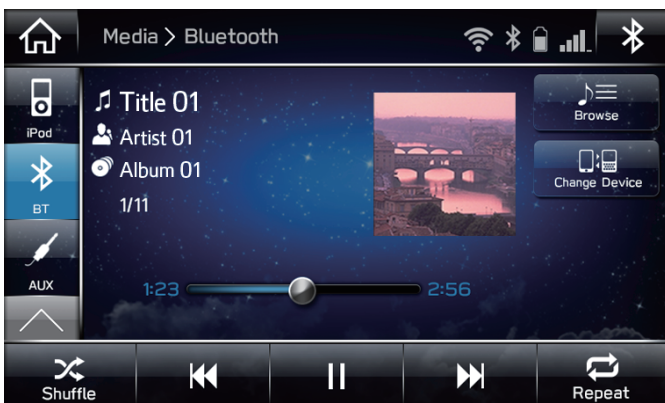 Media > Bluetooth
iPod
BT
AUX
Title 01
Artist 01
Album 01
1/11
1:23
2:56
Browse
Change Device
Shuffle
Repeat